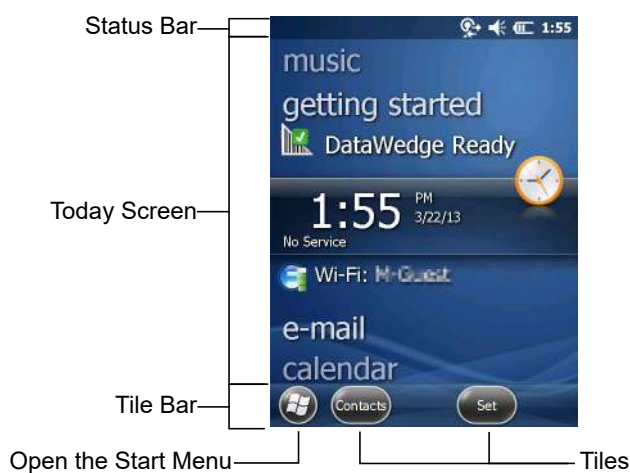 Status Bar
1:55
music
getting started
DataWedge Ready
Today Screen
1:55 PM
3/22/13
No Service
Wi-Fi: M-Guest
e-mail
calendar
Tile Bar
Contacts
Set
Open the Start Menu
Tiles